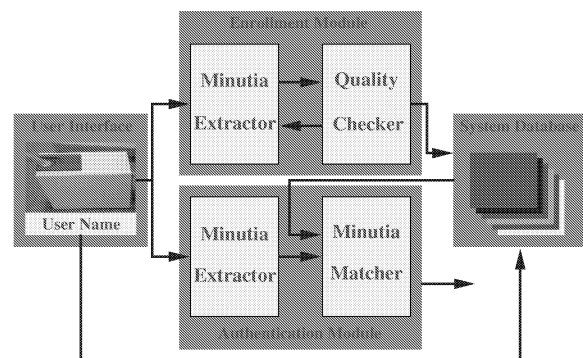 Enrollment Module
Minutia
Extractor
Quality
Checker
User Interface
User Name
System Database
Minutia
Extractor
Minutia
Matcher
Authentication Module